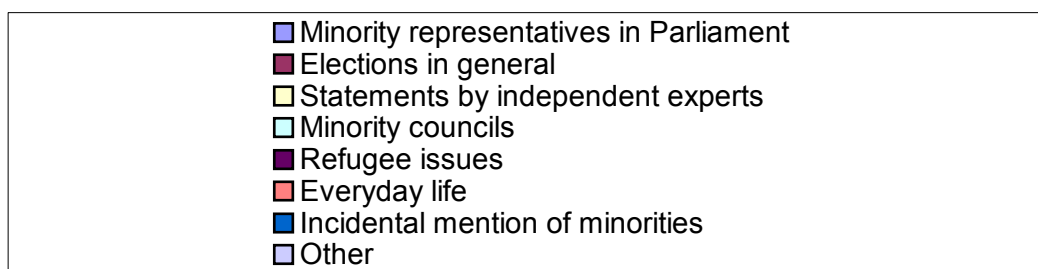 Minority representatives in Parliament
Elections in general
Statements by independent experts
Minority councils
Refugee issues
Everyday life
Incidental mention of minorities
Other